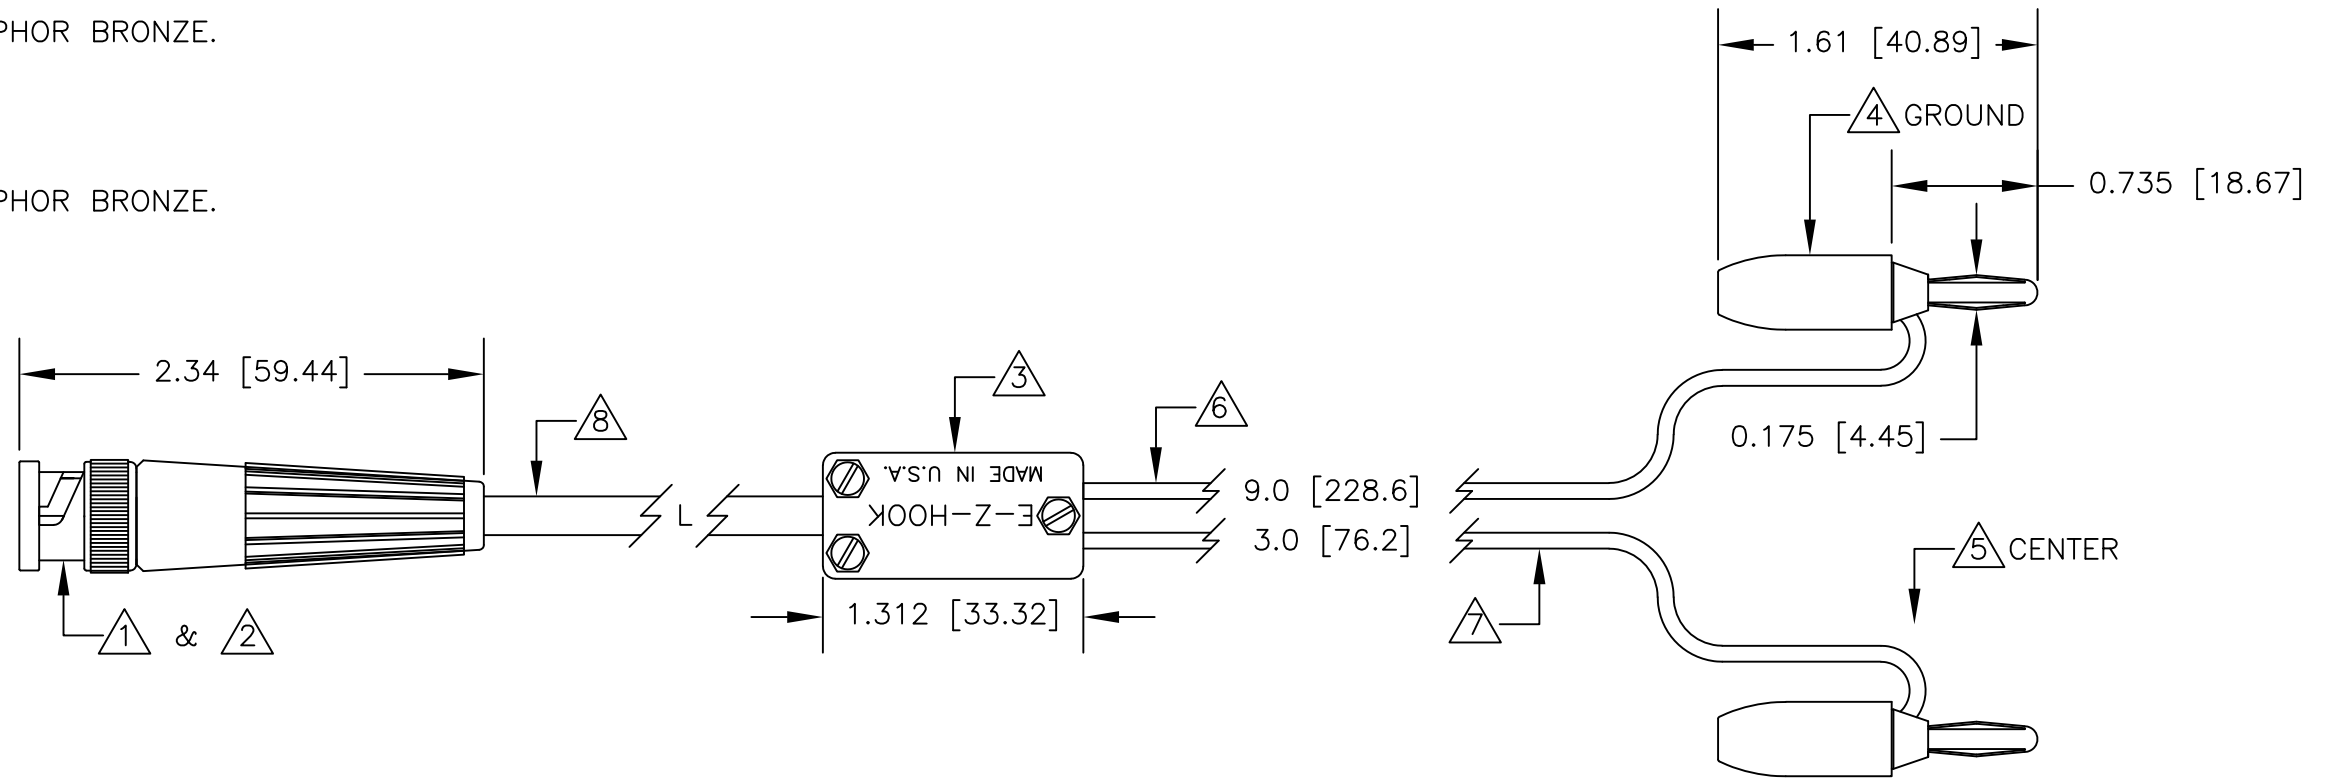 PHOR BRONZE.
PHOR BRONZE.
1.61 [40.89]
4 GROUND
0.735 [18.67]
2.34 [59.44]
3
6
8
0.175 [4.45]
MADE IN U.S.A.
E-Z-HOOK
L
9.0 [228.6]
3.0 [76.2]
5 CENTER
1.312 [33.32]
1 & 2
7